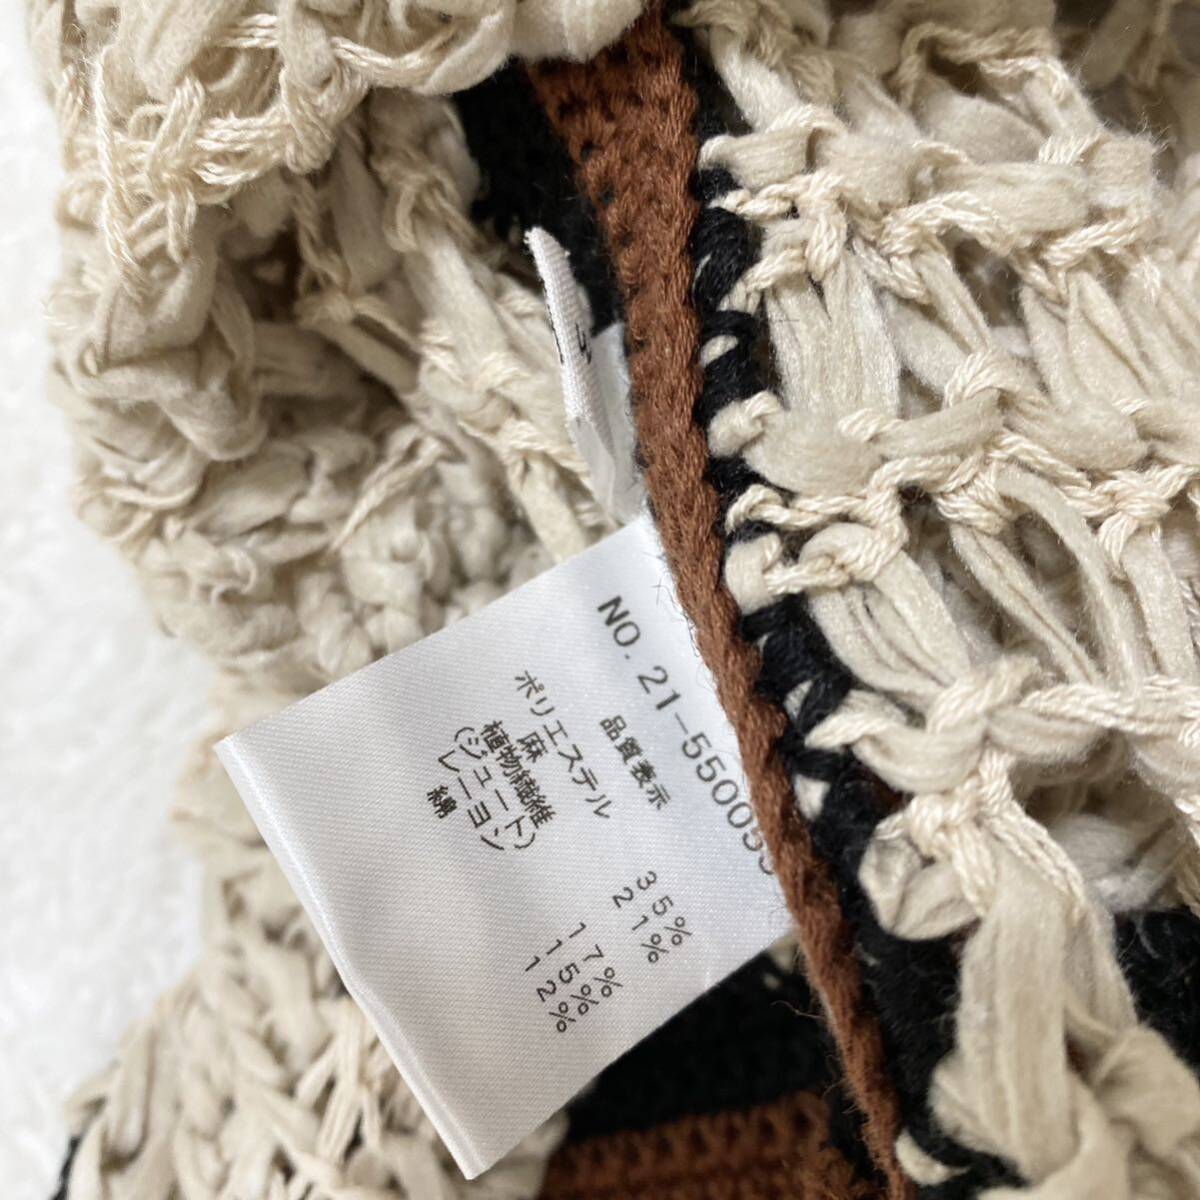 NO. 21-550053
品質表示
ポリエステル 35%
麻 21%
植物繊維
(ジュート) 17%
レーヨン 15%
綿 12%